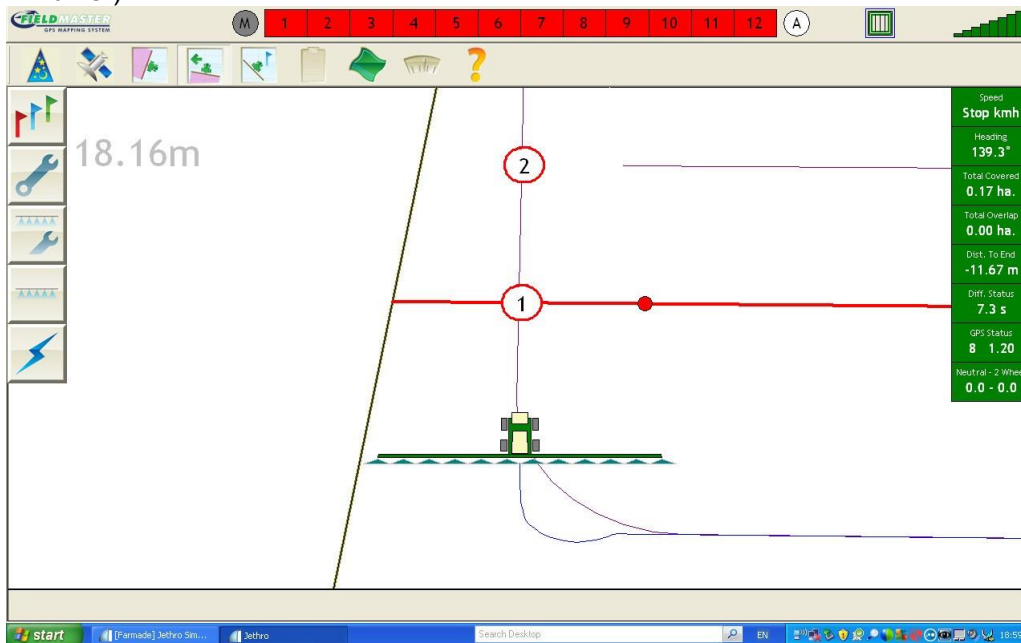 FIELDMASTER
GPS MAPPING SYSTEM
M 1 2 3 4 5 6 7 8 9 10 11 12 A
?
18.16m
2
1
Speed
Stop kmh
Heading
139.3°
Total Covered
0.17 ha.
Total Overlap
0.00 ha.
Dist. To End
-11.67 m
Diff. Status
7.3 s
GPS Status
8 1.20
Neutral - 2 Whee
0.0 - 0.0
start
[Farmade] Jethro Sim...
Jethro
Search Desktop
EN
18:59